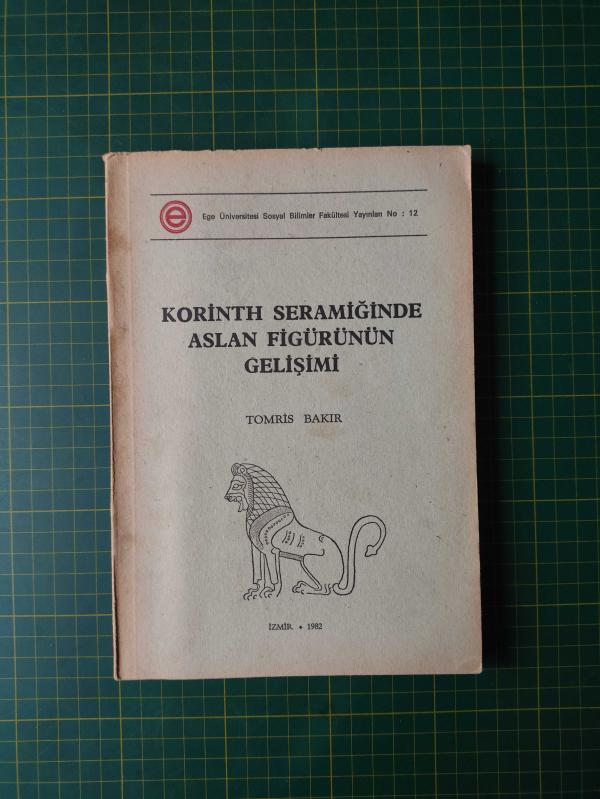 e
Ege Üniversitesi Sosyal Bilimler Fakültesi Yayınları No : 12
KORİNTH SERAMİĞİNDE
ASLAN FİGÜRÜNÜN
GELİŞİMİ
TOMRİS BAKIR
İZMİR • 1982